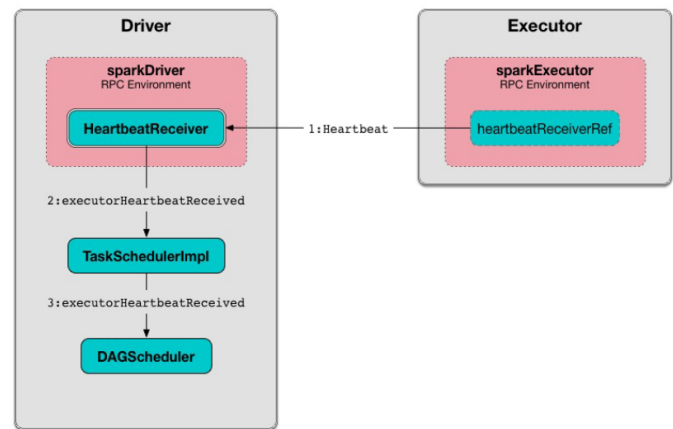 Driver
sparkDriver
RPC Environment
HeartbeatReceiver
2:executorHeartbeatReceived
TaskSchedulerImpl
3:executorHeartbeatReceived
DAGScheduler
1:Heartbeat
Executor
sparkExecutor
RPC Environment
heartbeatReceiverRef